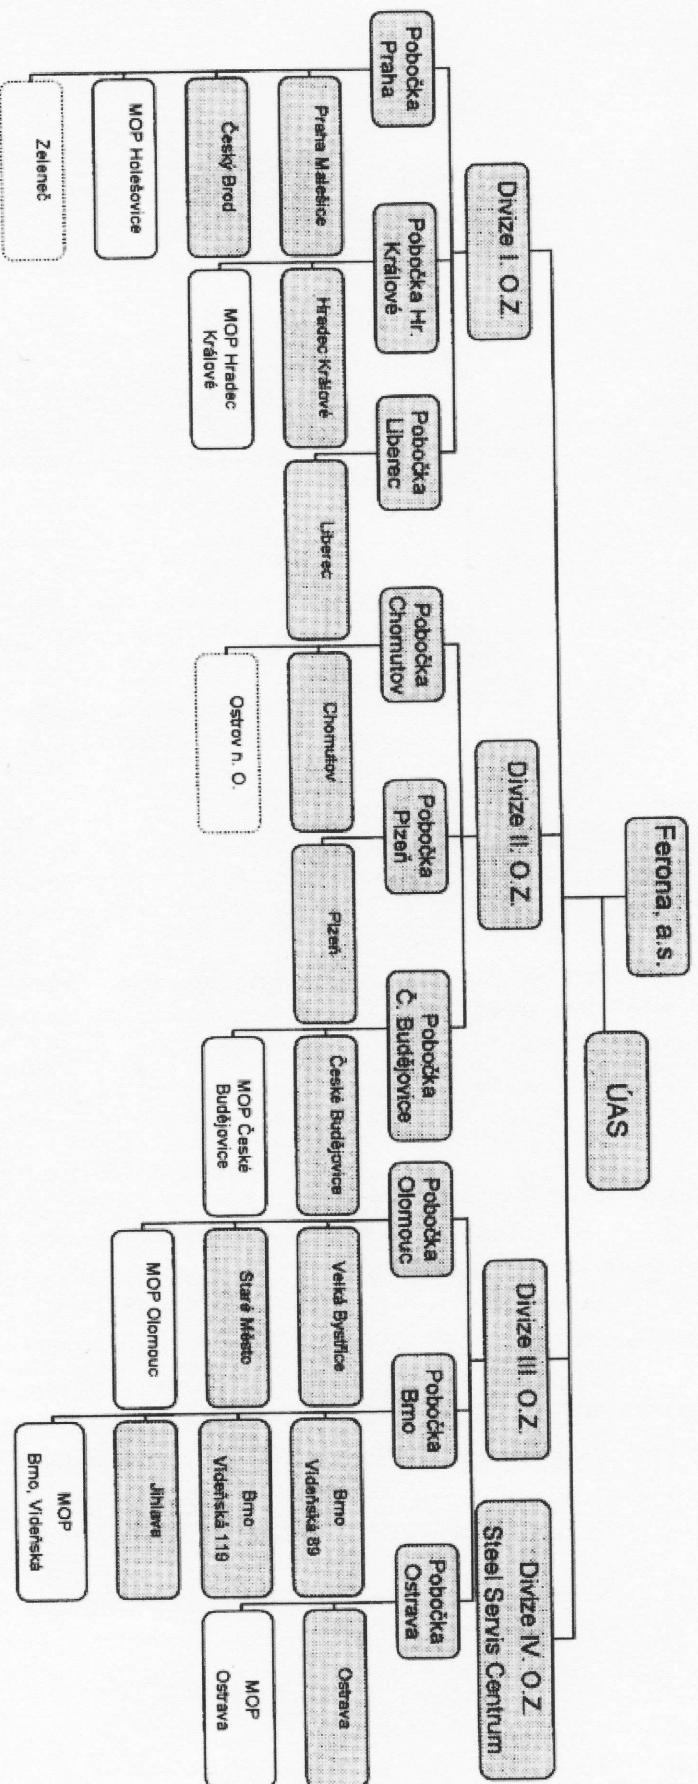 Ferona, a.s.
ÚAS
Divize I. O.Z.
Divize II. O.Z.
Divize III. O.Z.
Divize IV. O.Z.
Steel Servis Centrum
Pobočka
Praha
Pobočka Hr.
Králové
Pobočka
Liberec
Pobočka
Chomutov
Pobočka
Plzeň
Pobočka
Č. Budějovice
Pobočka
Olomouc
Pobočka
Brno
Pobočka
Ostrava
Praha Malešice
Český Brod
MOP Holešovice
Zeleneč
Hradec Králové
MOP Hradec
Králové
Liberec
Chomutov
Ostrov n. O.
Plzeň
České Budějovice
MOP České
Budějovice
Velká Bystřice
Staré Město
MOP Olomouc
Brno
Vídeňská 89
Brno
Vídeňská 119
Jihlava
MOP
Brno, Vídeňská
Ostrava
MOP
Ostrava